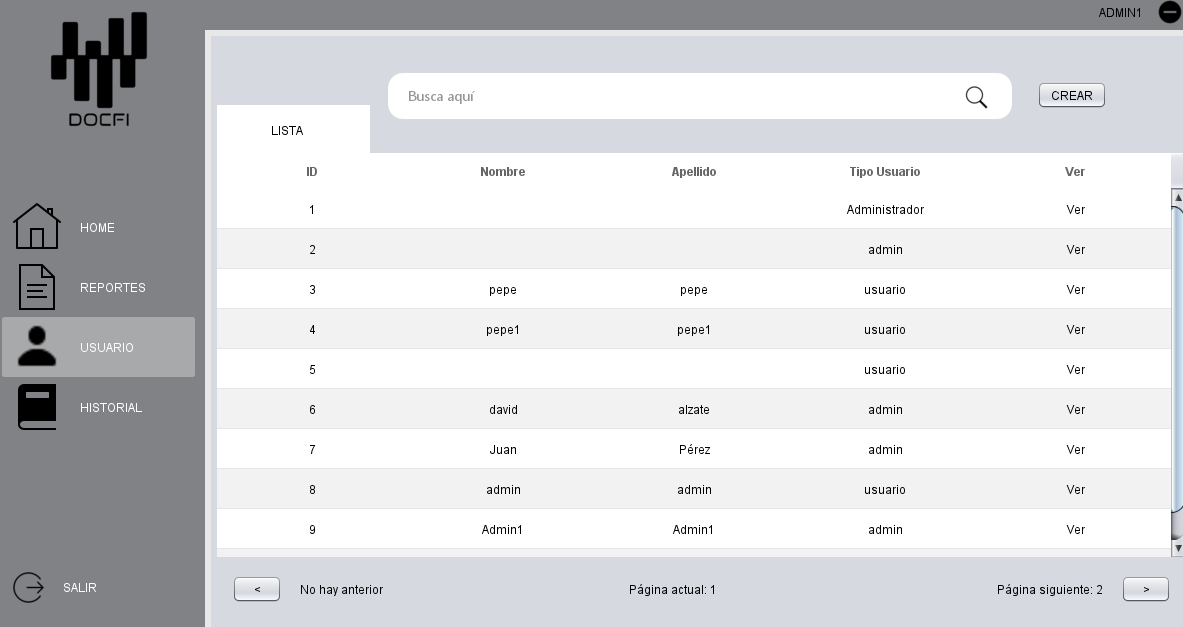 ADMIN1
DOCFI
Busca aquí
CREAR
LISTA
ID Nombre Apellido Tipo Usuario Ver
1 Administrador Ver
2 admin Ver
3 pepe pepe usuario Ver
4 pepe1 pepe1 usuario Ver
5 usuario Ver
6 david alzate admin Ver
7 Juan Pérez admin Ver
8 admin admin usuario Ver
9 Admin1 Admin1 admin Ver
HOME
REPORTES
USUARIO
HISTORIAL
SALIR
< No hay anterior Página actual: 1 Página siguiente: 2 >